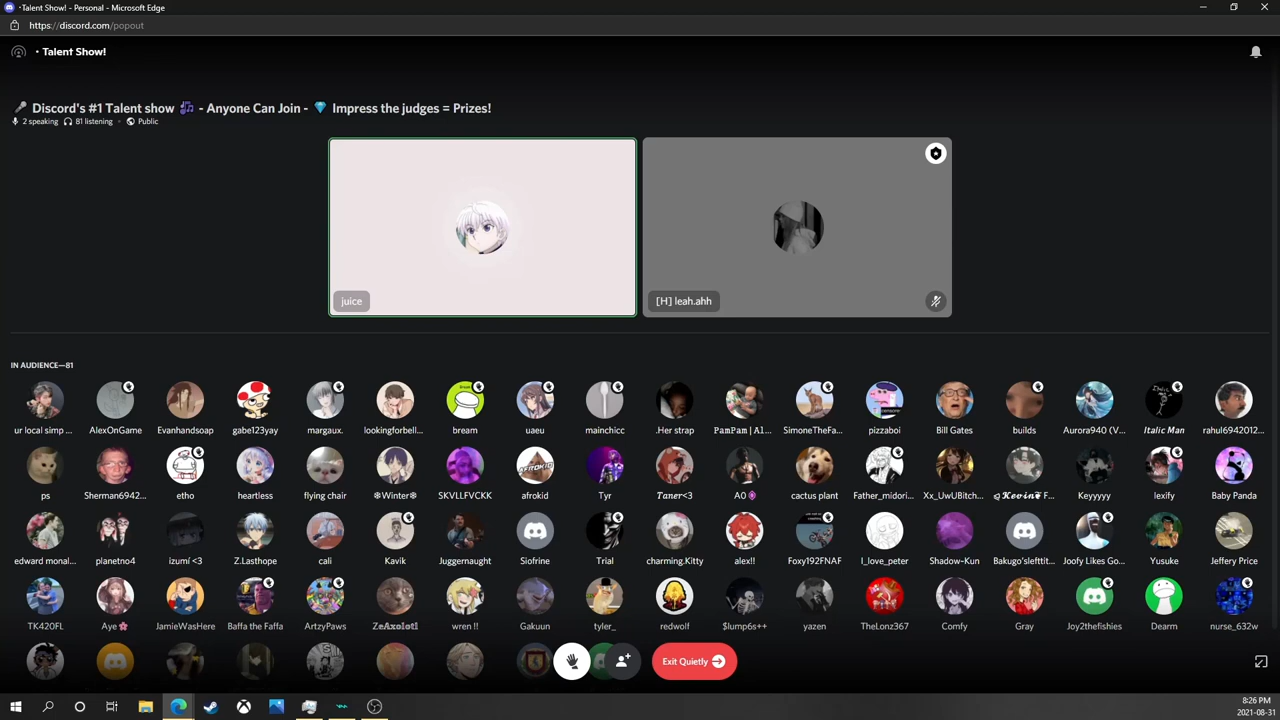 •Talent Show! - Personal - Microsoft Edge
https://discord.com/popout
• Talent Show!
Discord's #1 Talent show - Anyone Can Join - Impress the judges = Prizes!
2 speaking 81 listening • Public
juice
[H] leah.ahh
IN AUDIENCE—81
ur local simp ... AlexOnGame Evanhandsoap gabe123yay margaux. lookingforbell... bream uaeu mainchicc .Her strap 𝙿𝚊𝚖𝙿𝚊𝚖 | 𝙰𝚕... SimoneTheFa... pizzaboi Bill Gates builds Aurora940 (V... 𝑰𝒕𝒂𝒍𝒊𝒄 𝑴𝒂𝒏 rahul6942012...
ps Sherman6942... etho heartless flying chair ❄Winter❄ SKVLLFVCKK afrokid Tyr 𝑻𝒂𝒏𝒆𝒓<3 A0 cactus plant Father_midori... Xx_UwUBitch... 𝓚𝓮𝓿𝓲𝓷 F... Keyyyyy lexify Baby Panda
edward monal... planetno4 izumí <3 Z.Lasthope cali Kavik Juggernaught Siofrine Trial charming.Kitty alex!! Foxy192FNAF I_love_peter Shadow-Kun Bakugo'slefttit... Joofy Likes Go... Yusuke Jeffery Price
TK420FL Aye🌸 JamieWasHere Baffa the Faffa ArtzyPaws ZeAxolotl wren !! Gakuun tyler_ redwolf $lump6s++ yazen TheLonz367 Comfy Gray Joy2thefishies Dearm nurse_632w
Exit Quietly
8:26 PM
2021-08-31